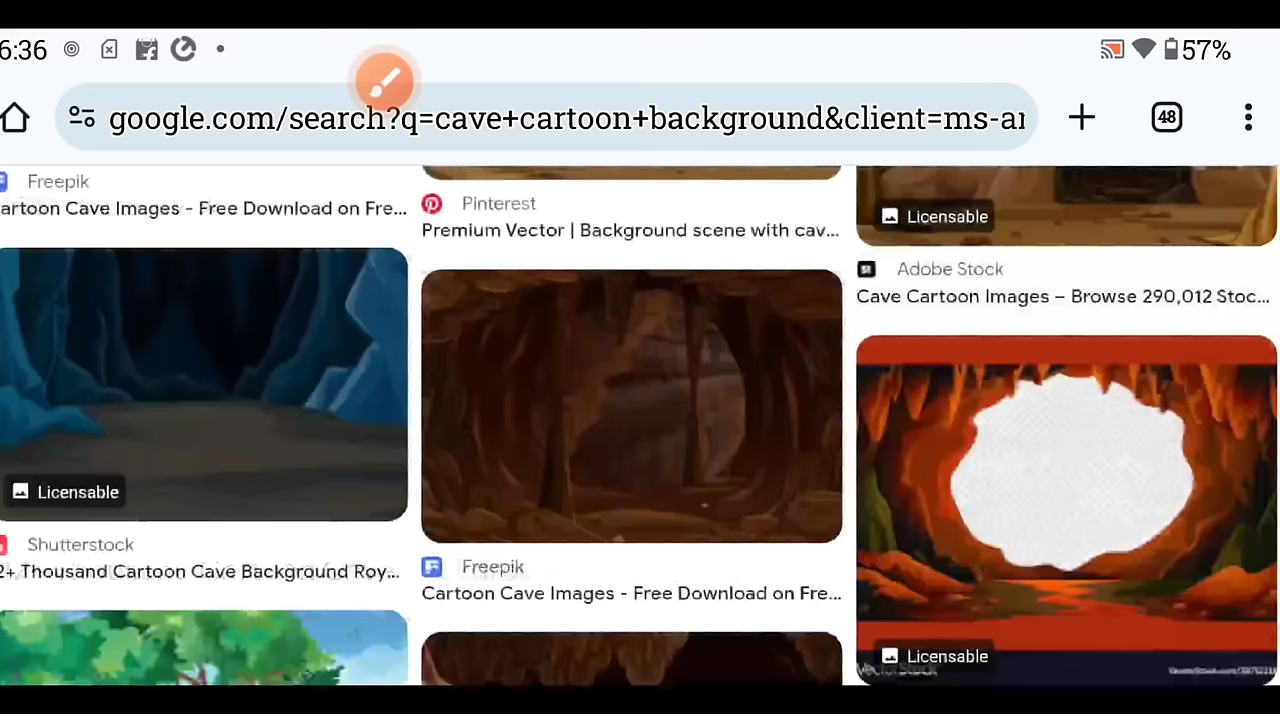 6:36
57%
google.com/search?q=cave+cartoon+background&client=ms-ar
48
Freepik
artoon Cave Images - Free Download on Fre...
Licensable
Shutterstock
2+ Thousand Cartoon Cave Background Roy...
Pinterest
Premium Vector | Background scene with cav...
Freepik
Cartoon Cave Images - Free Download on Fre...
Licensable
Adobe Stock
Cave Cartoon Images – Browse 290,012 Stoc...
Licensable
VectorStock